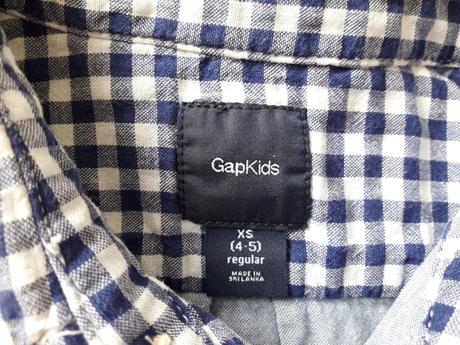 GapKids
XS
(4-5)
regular
MADE IN
SRI LANKA